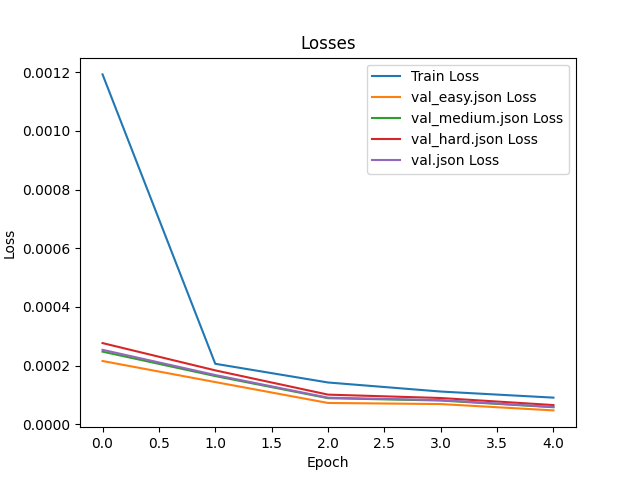 Losses
Train Loss
val_easy.json Loss
val_medium.json Loss
val_hard.json Loss
val.json Loss
Loss
0.0012
0.0010
0.0008
0.0006
0.0004
0.0002
0.0000
0.0 0.5 1.0 1.5 2.0 2.5 3.0 3.5 4.0
Epoch